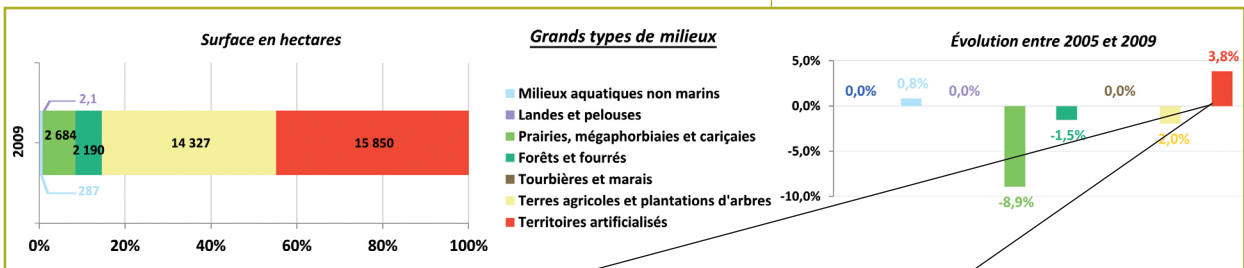 Surface en hectares
2009
2,1
2 684
2 190
14 327
15 850
287
0%
20%
40%
60%
80%
100%
Grands types de milieux
Milieux aquatiques non marins
Landes et pelouses
Prairies, mégaphorbiaies et cariçaies
Forêts et fourrés
Tourbières et marais
Terres agricoles et plantations d'arbres
Territoires artificialisés
Évolution entre 2005 et 2009
5,0%
0,0%
-5,0%
-10,0%
0,0%
0,8%
0,0%
-8,9%
-1,5%
0,0%
-2,0%
3,8%